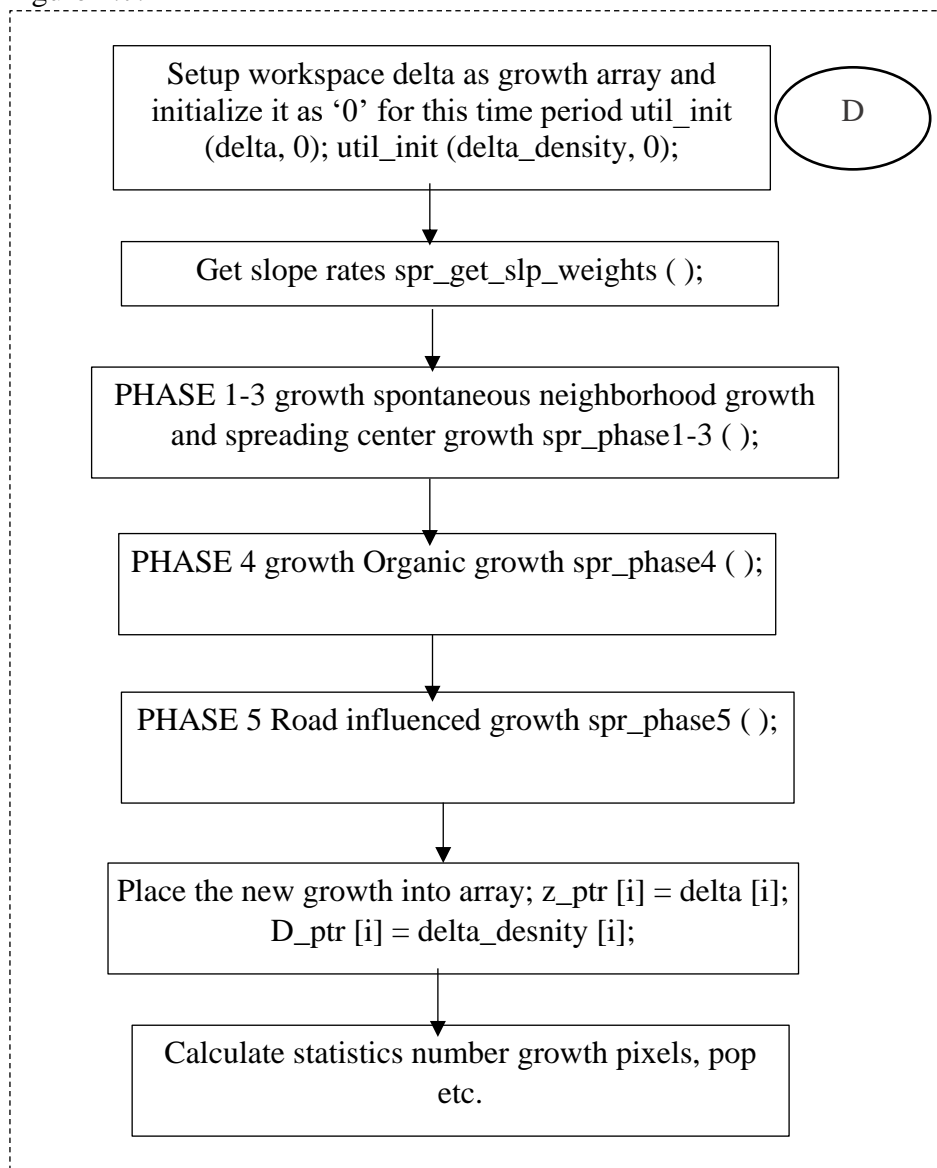 Setup workspace delta as growth array and
initialize it as ‘0’ for this time period util_init
(delta, 0); util_init (delta_density, 0);
D
Get slope rates spr_get_slp_weights ( );
PHASE 1-3 growth spontaneous neighborhood growth
and spreading center growth spr_phase1-3 ( );
PHASE 4 growth Organic growth spr_phase4 ( );
PHASE 5 Road influenced growth spr_phase5 ( );
Place the new growth into array; z_ptr [i] = delta [i];
D_ptr [i] = delta_desnity [i];
Calculate statistics number growth pixels, pop
etc.